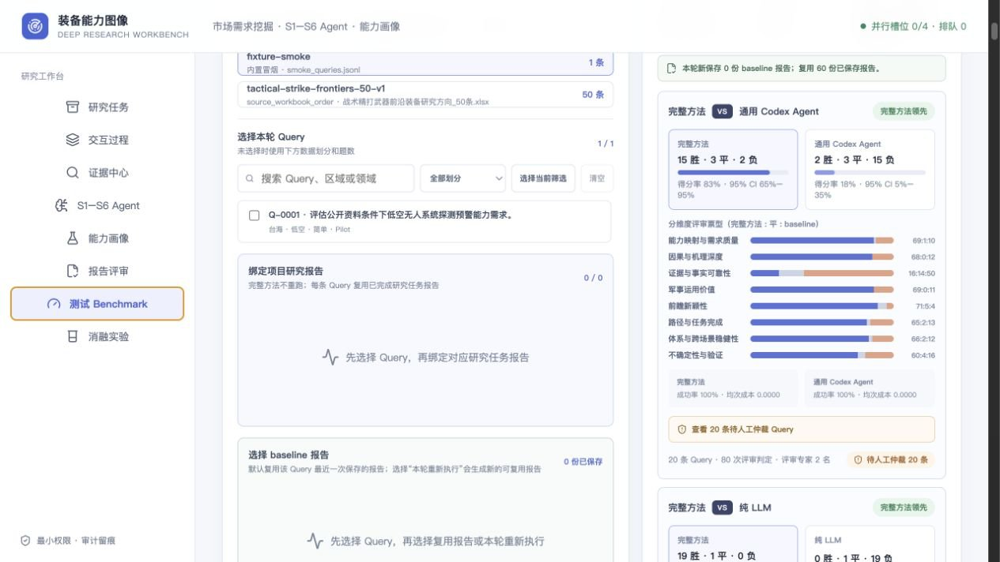 装备能力图像
DEEP RESEARCH WORKBENCH
市场需求挖掘 · S1—S6 Agent · 能力画像
并行槽位 0/4 · 排队 0
研究工作台
研究任务
交互过程
证据中心
S1—S6 Agent
能力画像
报告评审
测试 Benchmark
消融实验
最小权限 · 审计留痕
fixture-smoke
内置冒烟 · smoke_queries.jsonl
1 条
tactical-strike-frontiers-50-v1
source_workbook_order · 战术精打武器前沿装备研究方向_50条.xlsx
50 条
选择本轮 Query
未选择时使用下方数据划分和题数
1 / 1
搜索 Query、区域或领域
全部划分
选择当前筛选
清空
Q-0001 · 评估公开资料条件下低空无人系统探测预警能力需求。
台海 · 低空 · 简单 · Pilot
绑定项目研究报告
完整方法不重跑；每条 Query 复用已完成研究任务报告
0 / 0
先选择 Query，再绑定对应研究任务报告
选择 baseline 报告
默认复用该 Query 最近一次保存的报告；选择“本轮重新执行”会生成新的可复用报告
0 份已保存
先选择 Query，再选择复用报告或本轮重新执行
本轮新保存 0 份 baseline 报告；复用 60 份已保存报告。
完整方法 VS 通用 Codex Agent
完整方法领先
完整方法
15 胜 · 3 平 · 2 负
得分率 83% · 95% CI 65%—
95%
通用 Codex Agent
2 胜 · 3 平 · 15 负
得分率 18% · 95% CI 5%—
35%
分维度评审票型（完整方法 : 平 : baseline）
能力映射与需求质量 69:1:10
因果与机理深度 68:0:12
证据与事实可靠性 16:14:50
军事运用价值 69:0:11
前瞻新颖性 71:5:4
路径与任务完成 65:2:13
体系与跨场景稳健性 66:2:12
不确定性与验证 60:4:16
完整方法
成功率 100% · 均次成本 0.0000
通用 Codex Agent
成功率 100% · 均次成本 0.0000
查看 20 条待人工仲裁 Query
20 条 Query · 80 次评审判定 · 评审专家 2 名
待人工仲裁 20 条
完整方法 VS 纯 LLM
完整方法领先
完整方法
19 胜 · 1 平 · 0 负
纯 LLM
0 胜 · 1 平 · 19 负